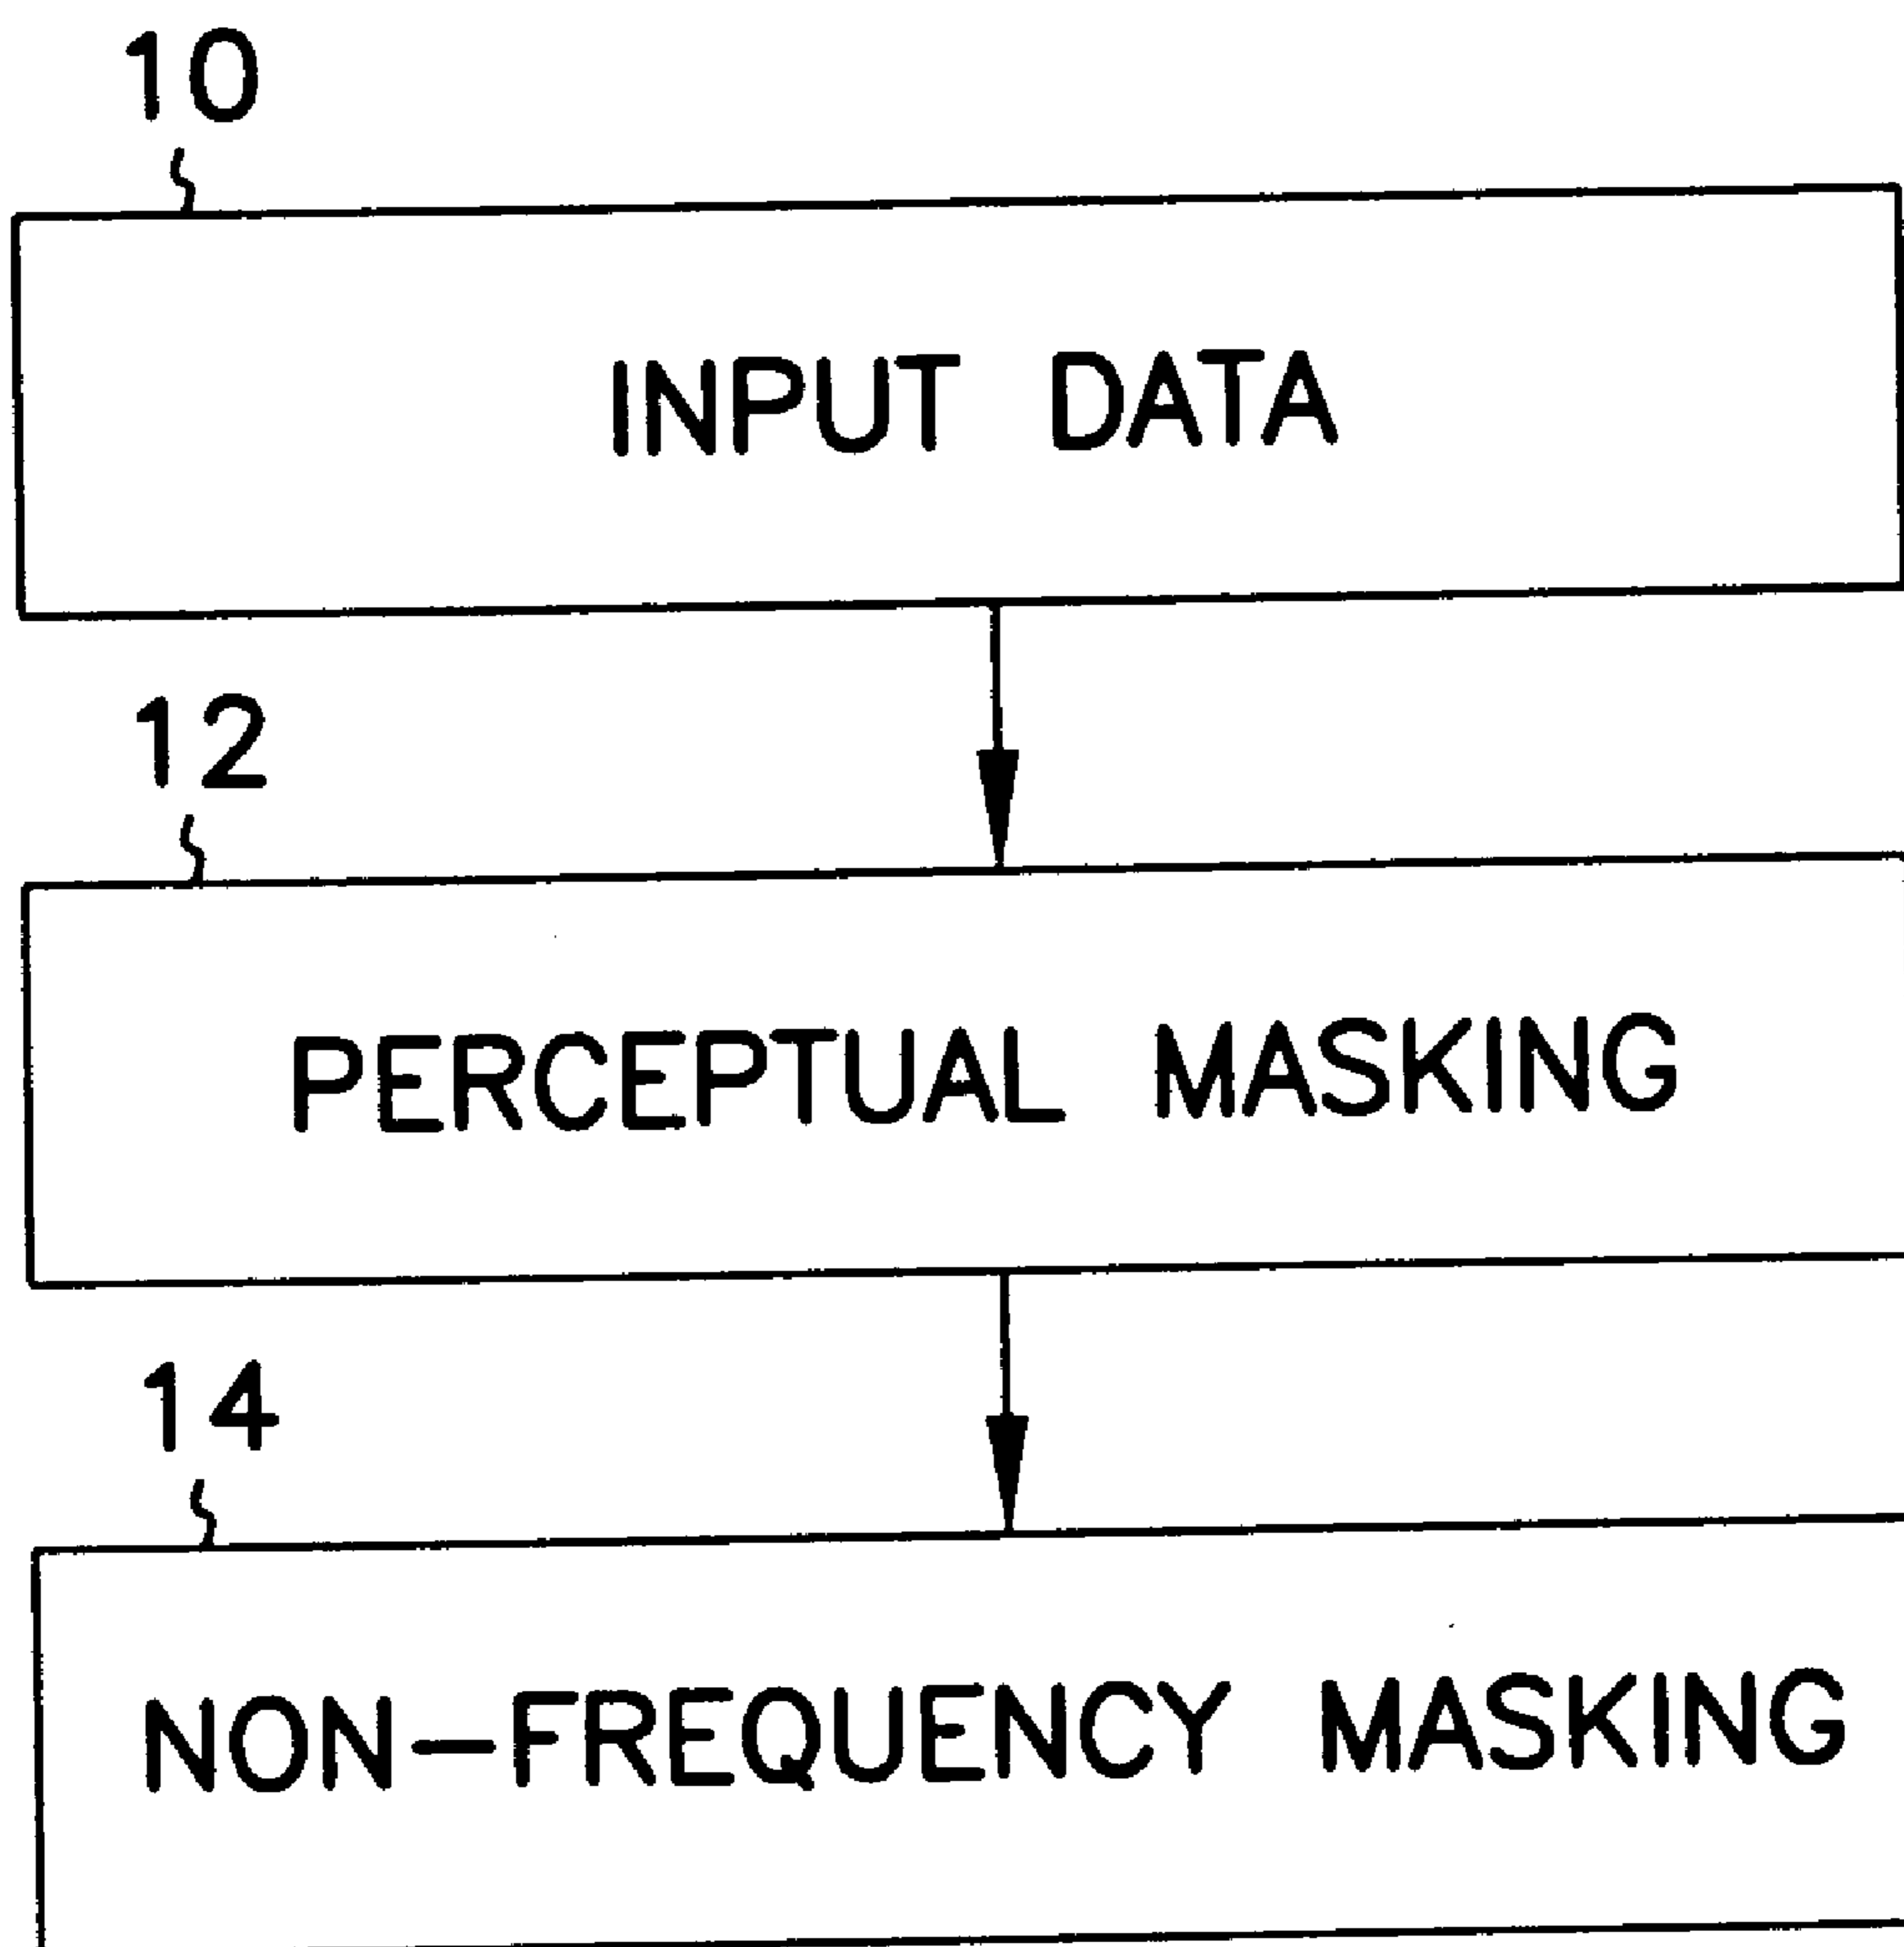 10
INPUT DATA
12
PERCEPTUAL MASKING
14
NON-FREQUENCY MASKING